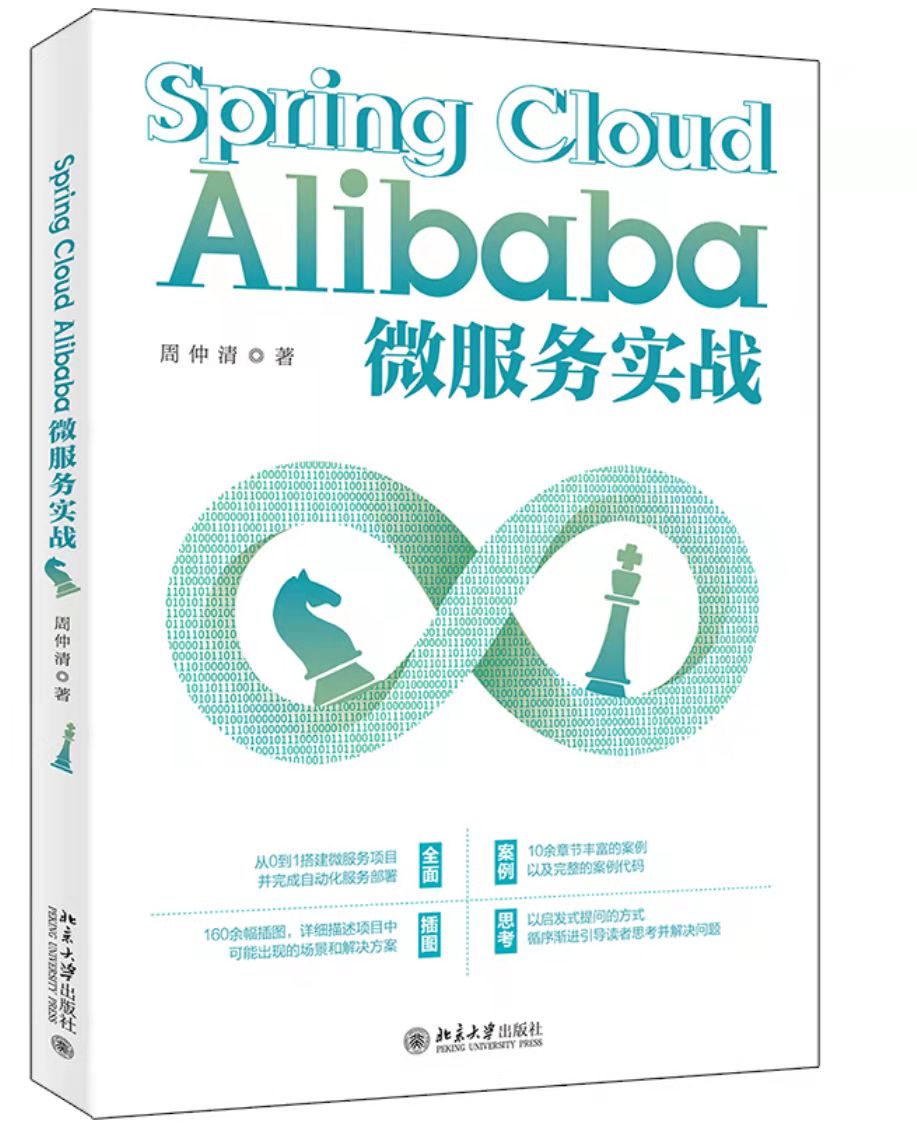 Spring Cloud
Alibaba
微服务实战
周仲清 著
全面
从0到1搭建微服务项目
并完成自动化服务部署
案例
10余章节丰富的案例
以及完整的案例代码
插图
160余幅插图，详细描述项目中
可能出现的场景和解决方案
思考
以启发式提问的方式
循序渐进引导读者思考并解决问题
北京大学出版社
PEKING UNIVERSITY PRESS
Spring Cloud Alibaba 微服务实战
周仲清 著
北京大学出版社
PEKING UNIVERSITY PRESS